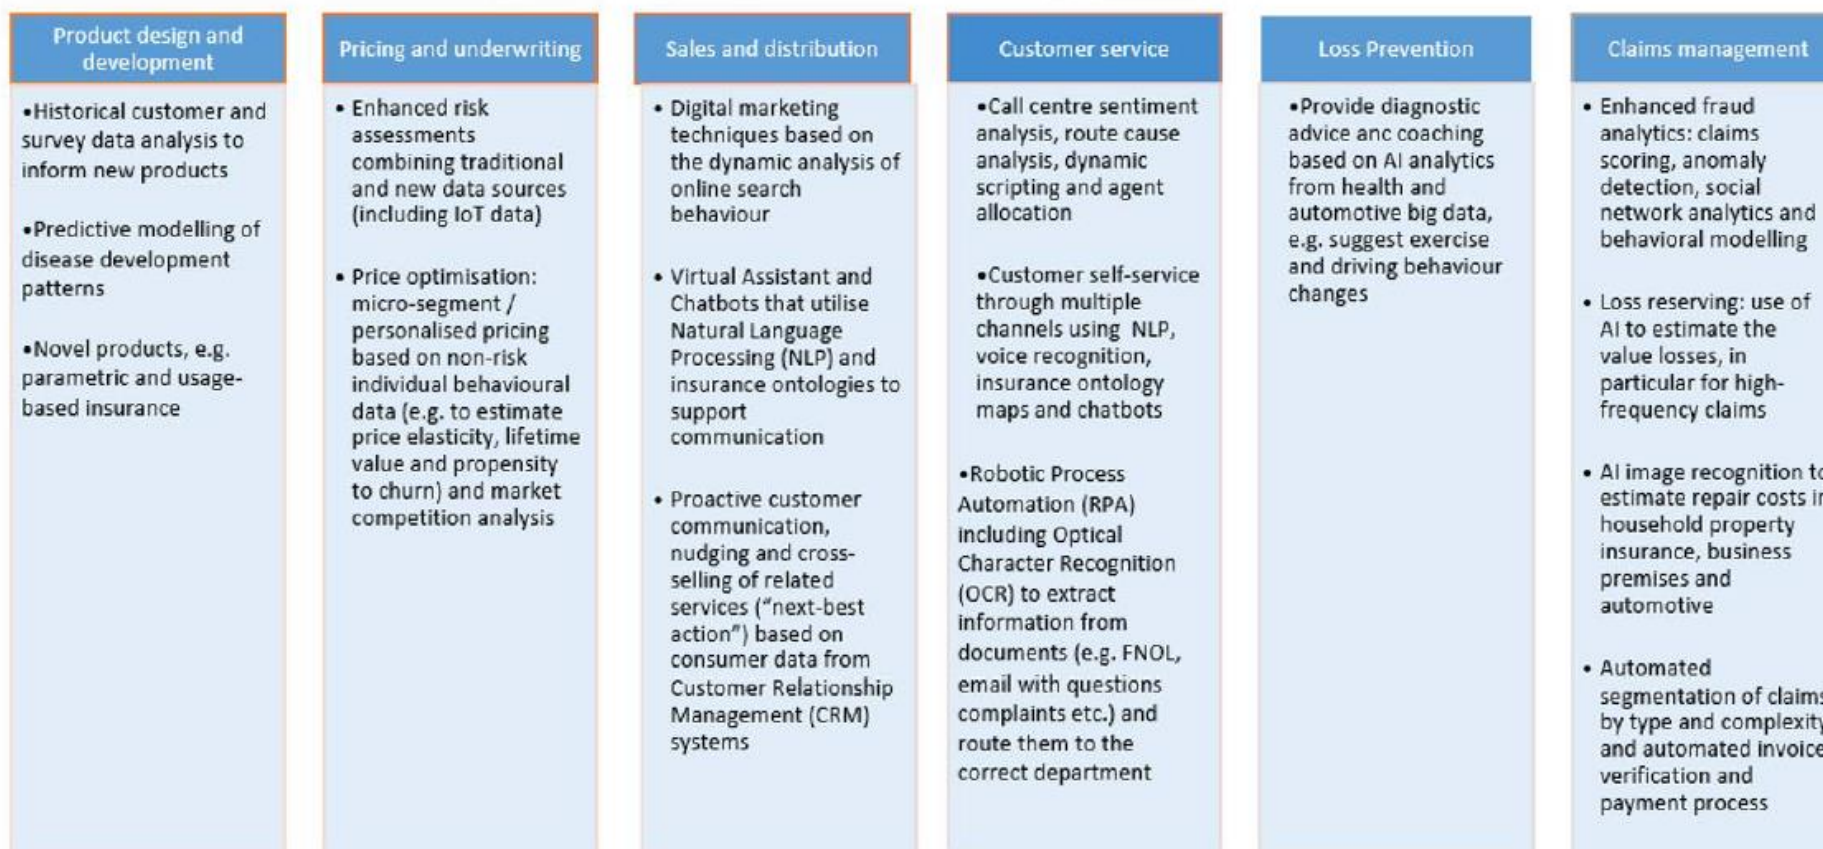 Product design and
development
•Historical customer and
survey data analysis to
inform new products
•Predictive modelling of
disease development
patterns
•Novel products, e.g.
parametric and usage-
based insurance
Pricing and underwriting
• Enhanced risk
assessments
combining traditional
and new data sources
(including IoT data)
• Price optimisation:
micro-segment /
personalised pricing
based on non-risk
individual behavioural
data (e.g. to estimate
price elasticity, lifetime
value and propensity
to churn) and market
competition analysis
Sales and distribution
• Digital marketing
techniques based on
the dynamic analysis of
online search
behaviour
• Virtual Assistant and
Chatbots that utilise
Natural Language
Processing (NLP) and
insurance ontologies to
support
communication
• Proactive customer
communication,
nudging and cross-
selling of related
services (“next-best
action”) based on
consumer data from
Customer Relationship
Management (CRM)
systems
Customer service
•Call centre sentiment
analysis, route cause
analysis, dynamic
scripting and agent
allocation
•Customer self-service
through multiple
channels using NLP,
voice recognition,
insurance ontology
maps and chatbots
•Robotic Process
Automation (RPA)
including Optical
Character Recognition
(OCR) to extract
information from
documents (e.g. FNOL,
email with questions
complaints etc.) and
route them to the
correct department
Loss Prevention
•Provide diagnostic
advice anc coaching
based on AI analytics
from health and
automotive big data,
e.g. suggest exercise
and driving behaviour
changes
Claims management
• Enhanced fraud
analytics: claims
scoring, anomaly
detection, social
network analytics and
behavioral modelling
• Loss reserving: use of
AI to estimate the
value losses, in
particular for high-
frequency claims
• AI image recognition to
estimate repair costs in
household property
insurance, business
premises and
automotive
• Automated
segmentation of claims
by type and complexity
and automated invoice
verification and
payment process